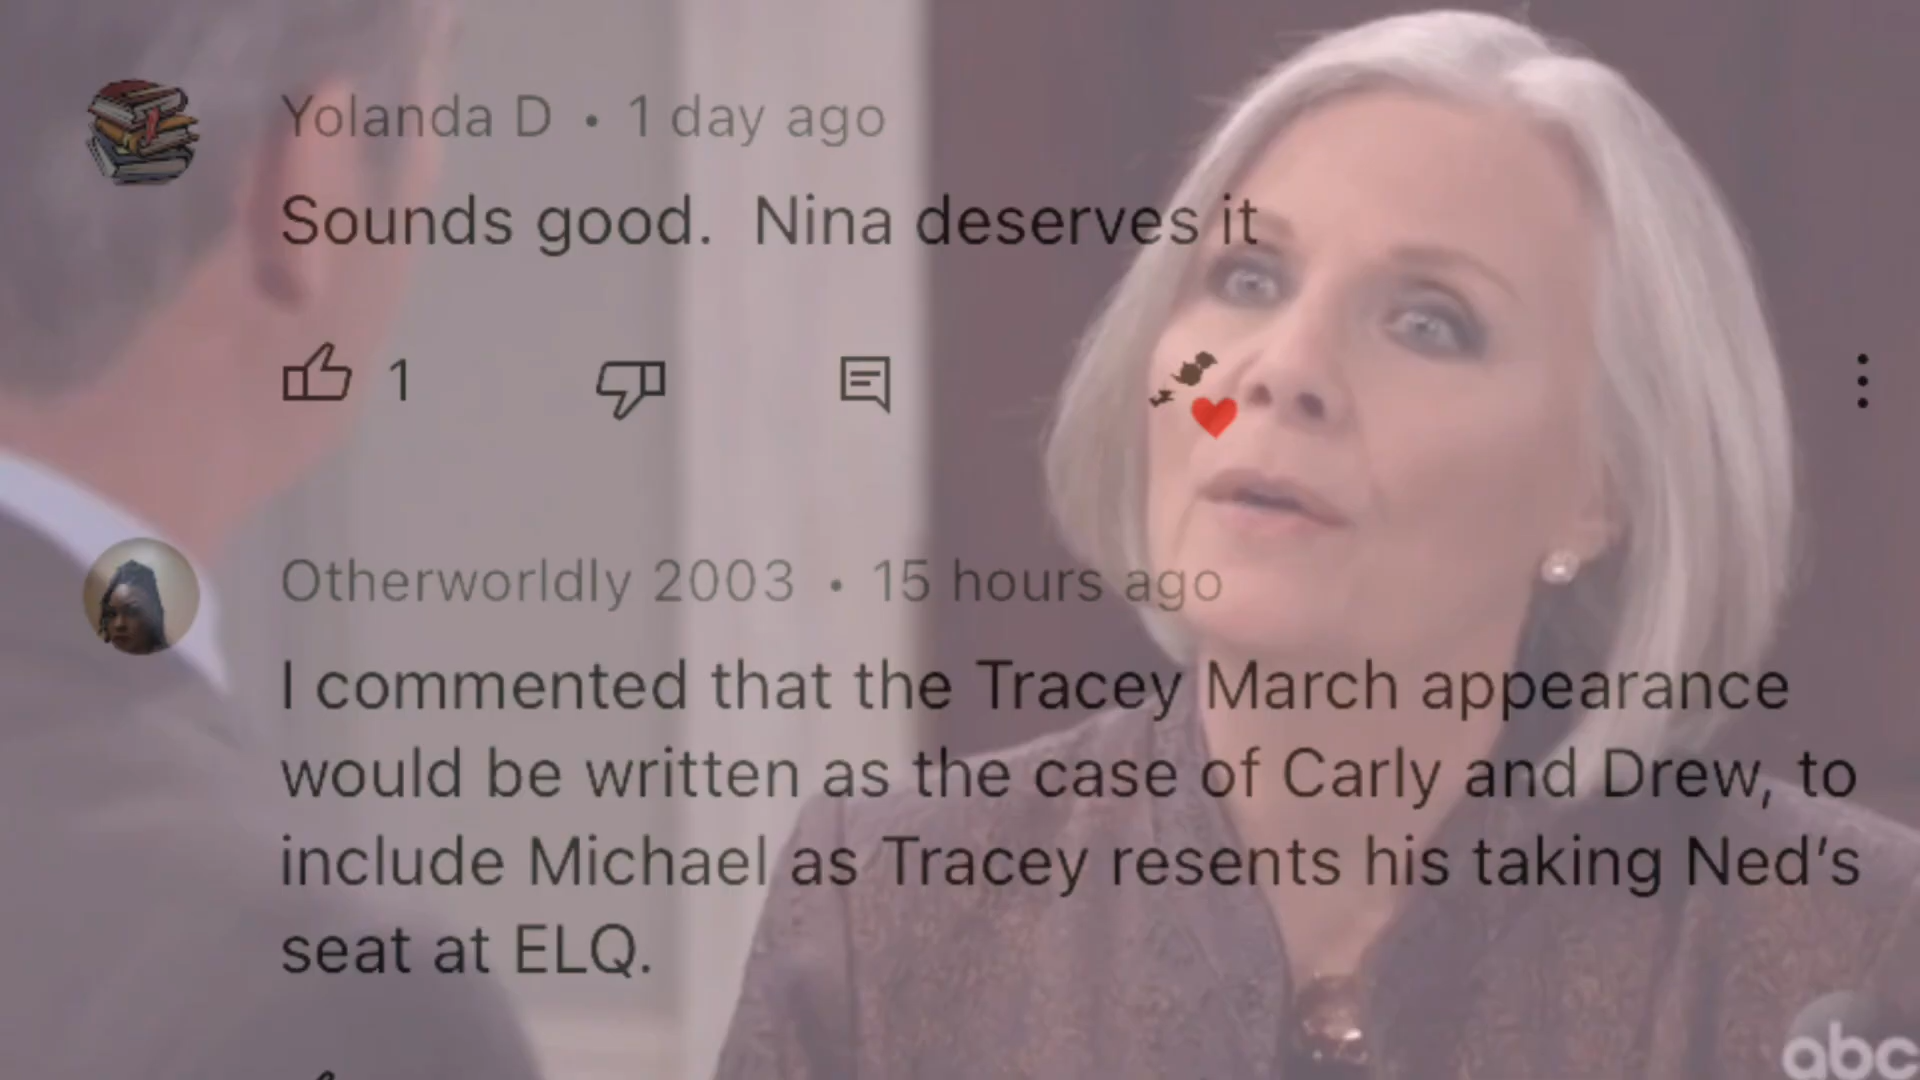 Yolanda D • 1 day ago
Sounds good.  Nina deserves it
1
Otherworldly 2003 • 15 hours ago
I commented that the Tracey March appearance
would be written as the case of Carly and Drew, to
include Michael as Tracey resents his taking Ned’s
seat at ELQ.
abc